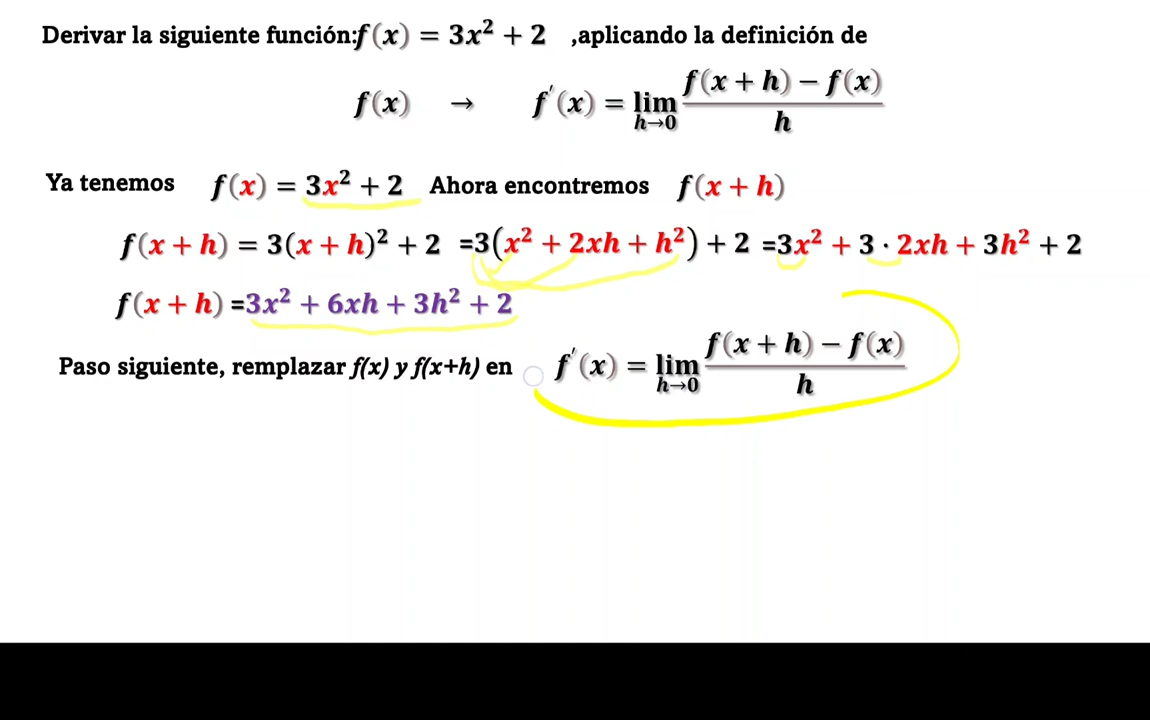 Derivar la siguiente función:f(x) = 3x² + 2 ,aplicando la definición de
f(x) → f′(x) = lim h→0 f(x + h) − f(x) / h
Ya tenemos f(x) = 3x² + 2 Ahora encontremos f(x + h)
f(x + h) = 3(x + h)² + 2 =3(x² + 2xh + h²) + 2 =3x² + 3 · 2xh + 3h² + 2
f(x + h) =3x² + 6xh + 3h² + 2
Paso siguiente, remplazar f(x) y f(x+h) en f′(x) = lim h→0 f(x + h) − f(x) / h